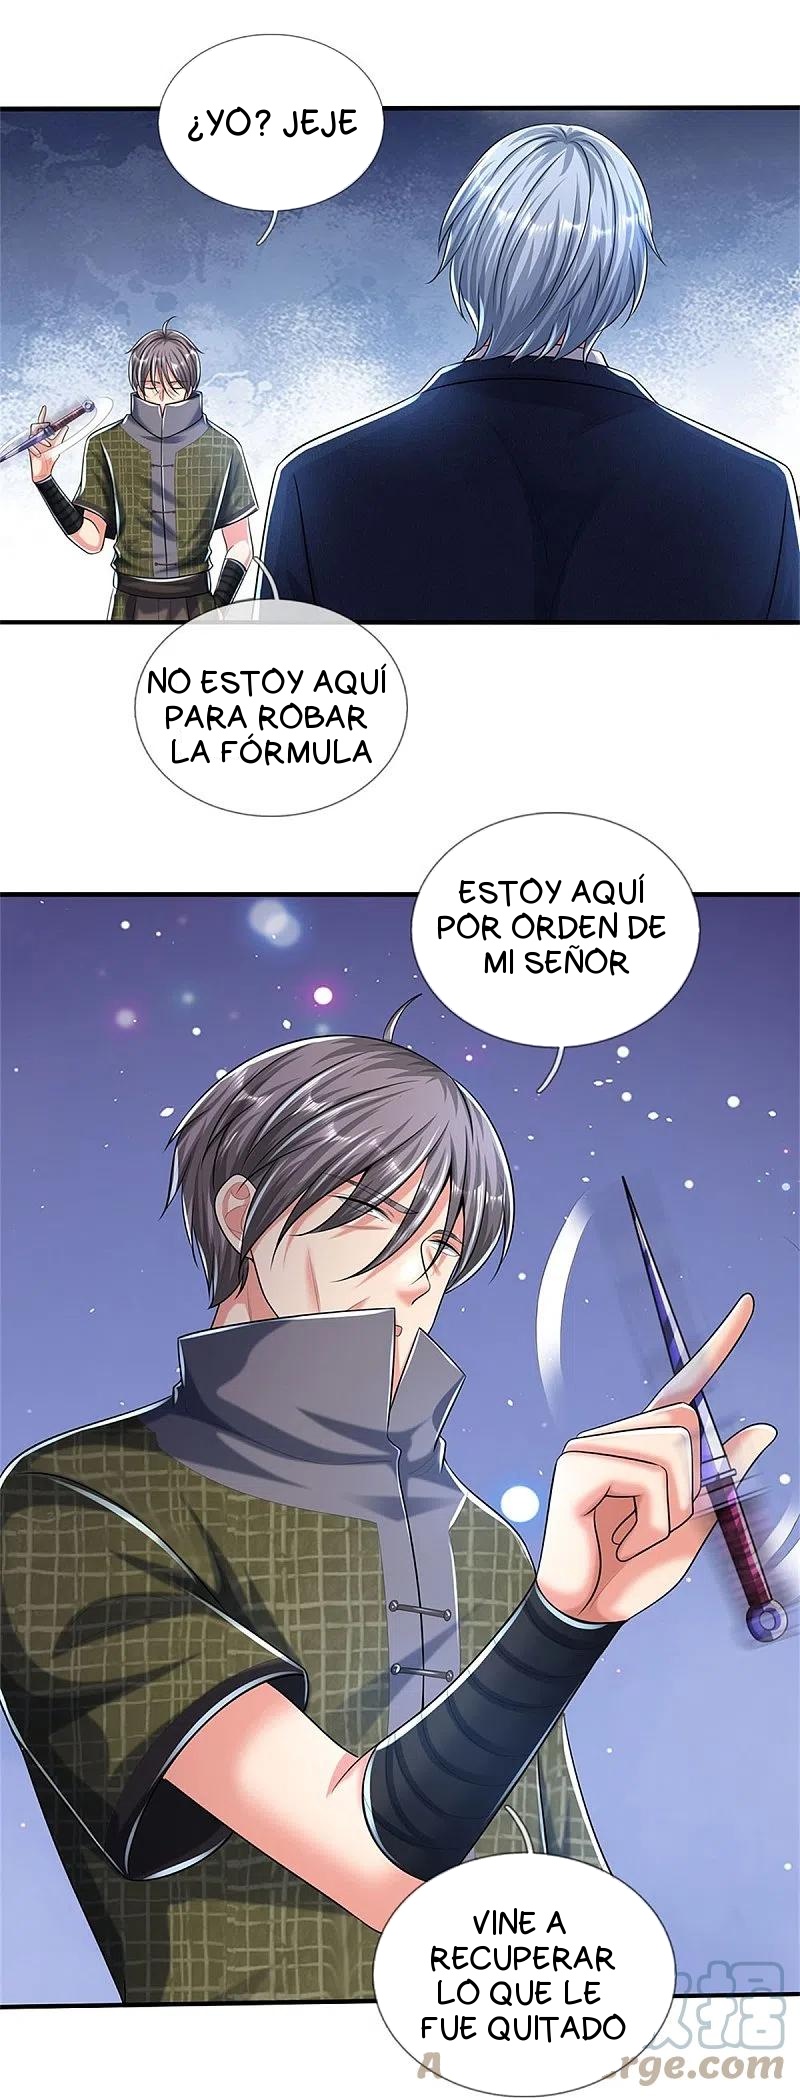 ¿YO? JEJE
NO ESTOY AQUÍ
PARA ROBAR
LA FÓRMULA
ESTOY AQUÍ
POR ORDEN DE
MI SEÑOR
VINE A
RECUPERAR
LO QUE LE
FUE QUITADO